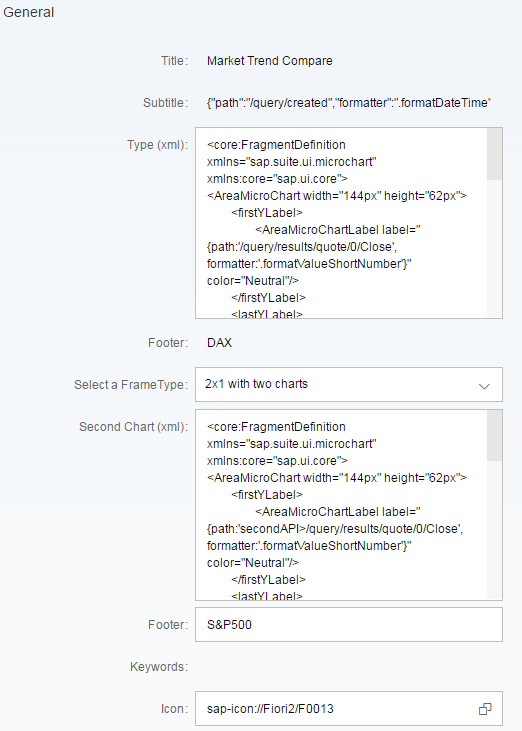 General
Title: Market Trend Compare
Subtitle: {"path":"/query/created","formatter":".formatDateTime"
Type (xml): <core:FragmentDefinition
xmlns="sap.suite.ui.microchart"
xmlns:core="sap.ui.core">
<AreaMicroChart width="144px" height="62px">
<firstYLabel>
<AreaMicroChartLabel label="
{path:'/query/results/quote/0/Close',
formatter:'.formatValueShortNumber'}"
color="Neutral"/>
</firstYLabel>
<lastYLabel>
Footer: DAX
Select a FrameType: 2x1 with two charts
Second Chart (xml): <core:FragmentDefinition
xmlns="sap.suite.ui.microchart"
xmlns:core="sap.ui.core">
<AreaMicroChart width="144px" height="62px">
<firstYLabel>
<AreaMicroChartLabel label="
{path:'secondAPI>/query/results/quote/0/Close',
formatter:'.formatValueShortNumber'}"
color="Neutral"/>
</firstYLabel>
<lastYLabel>
Footer: S&P500
Keywords:
Icon: sap-icon://Fiori2/F0013